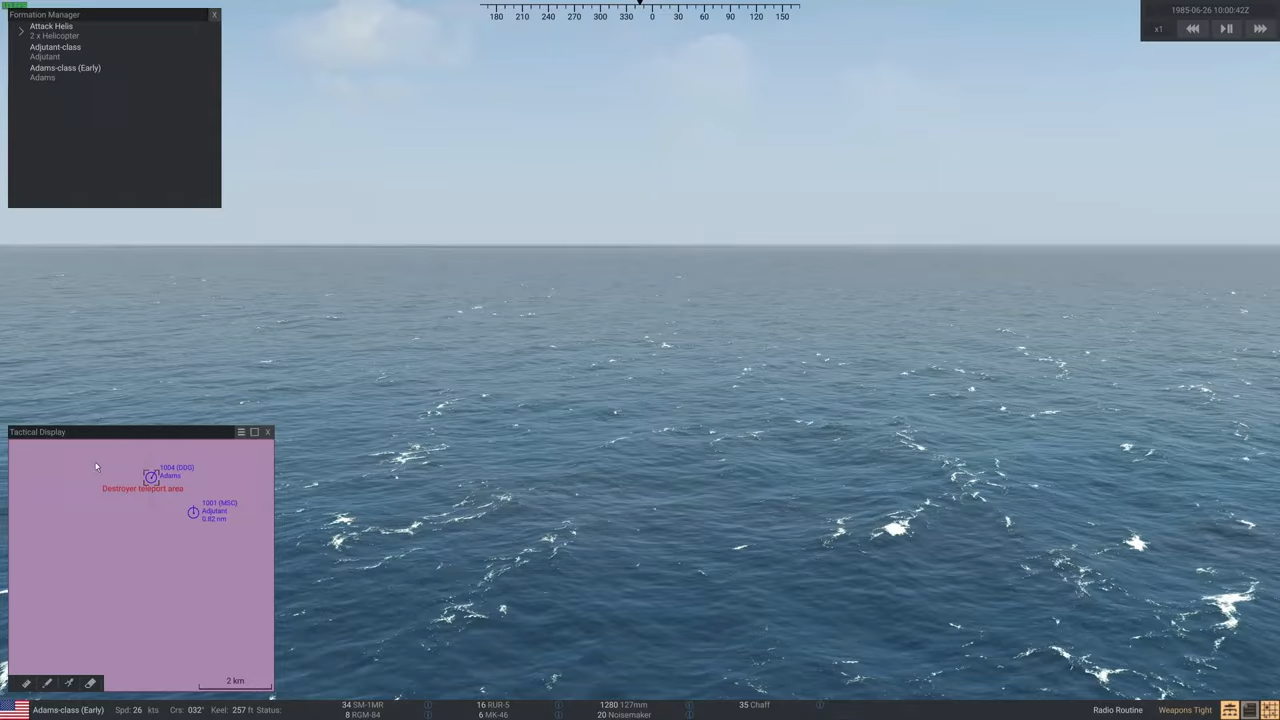 Formation Manager
X
Attack Helis
2 x Helicopter
Adjutant-class
Adjutant
Adams-class (Early)
Adams
180 210 240 270 300 330 0 30 60 90 120 150
1985-06-26 10:00:42Z
x1
Tactical Display
X
1004 (DDG)
Adams
Destroyer teleport area
1001 (MSC)
Adjutant
0.82 nm
2 km
Adams-class (Early) Spd: 26 kts Crs: 032° Keel: 257 ft Status:
34 SM-1MR
8 RGM-84
16 RUR-5
6 MK-46
1280 127mm
20 Noisemaker
35 Chaff
Radio Routine
Weapons Tight